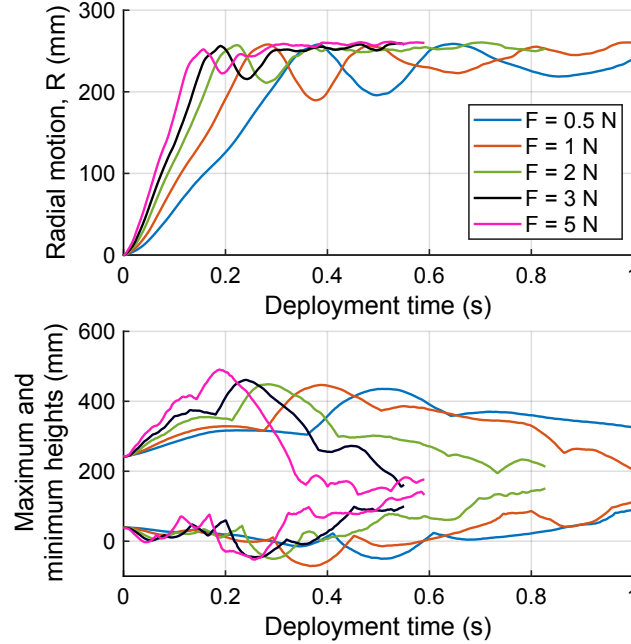 300
200
100
0
Radial motion, R (mm)
F = 0.5 N
F = 1 N
F = 2 N
F = 3 N
F = 5 N
0 0.2 0.4 0.6 0.8 1
Deployment time (s)
600
400
200
0
Maximum and
minimum heights (mm)
0 0.2 0.4 0.6 0.8 1
Deployment time (s)